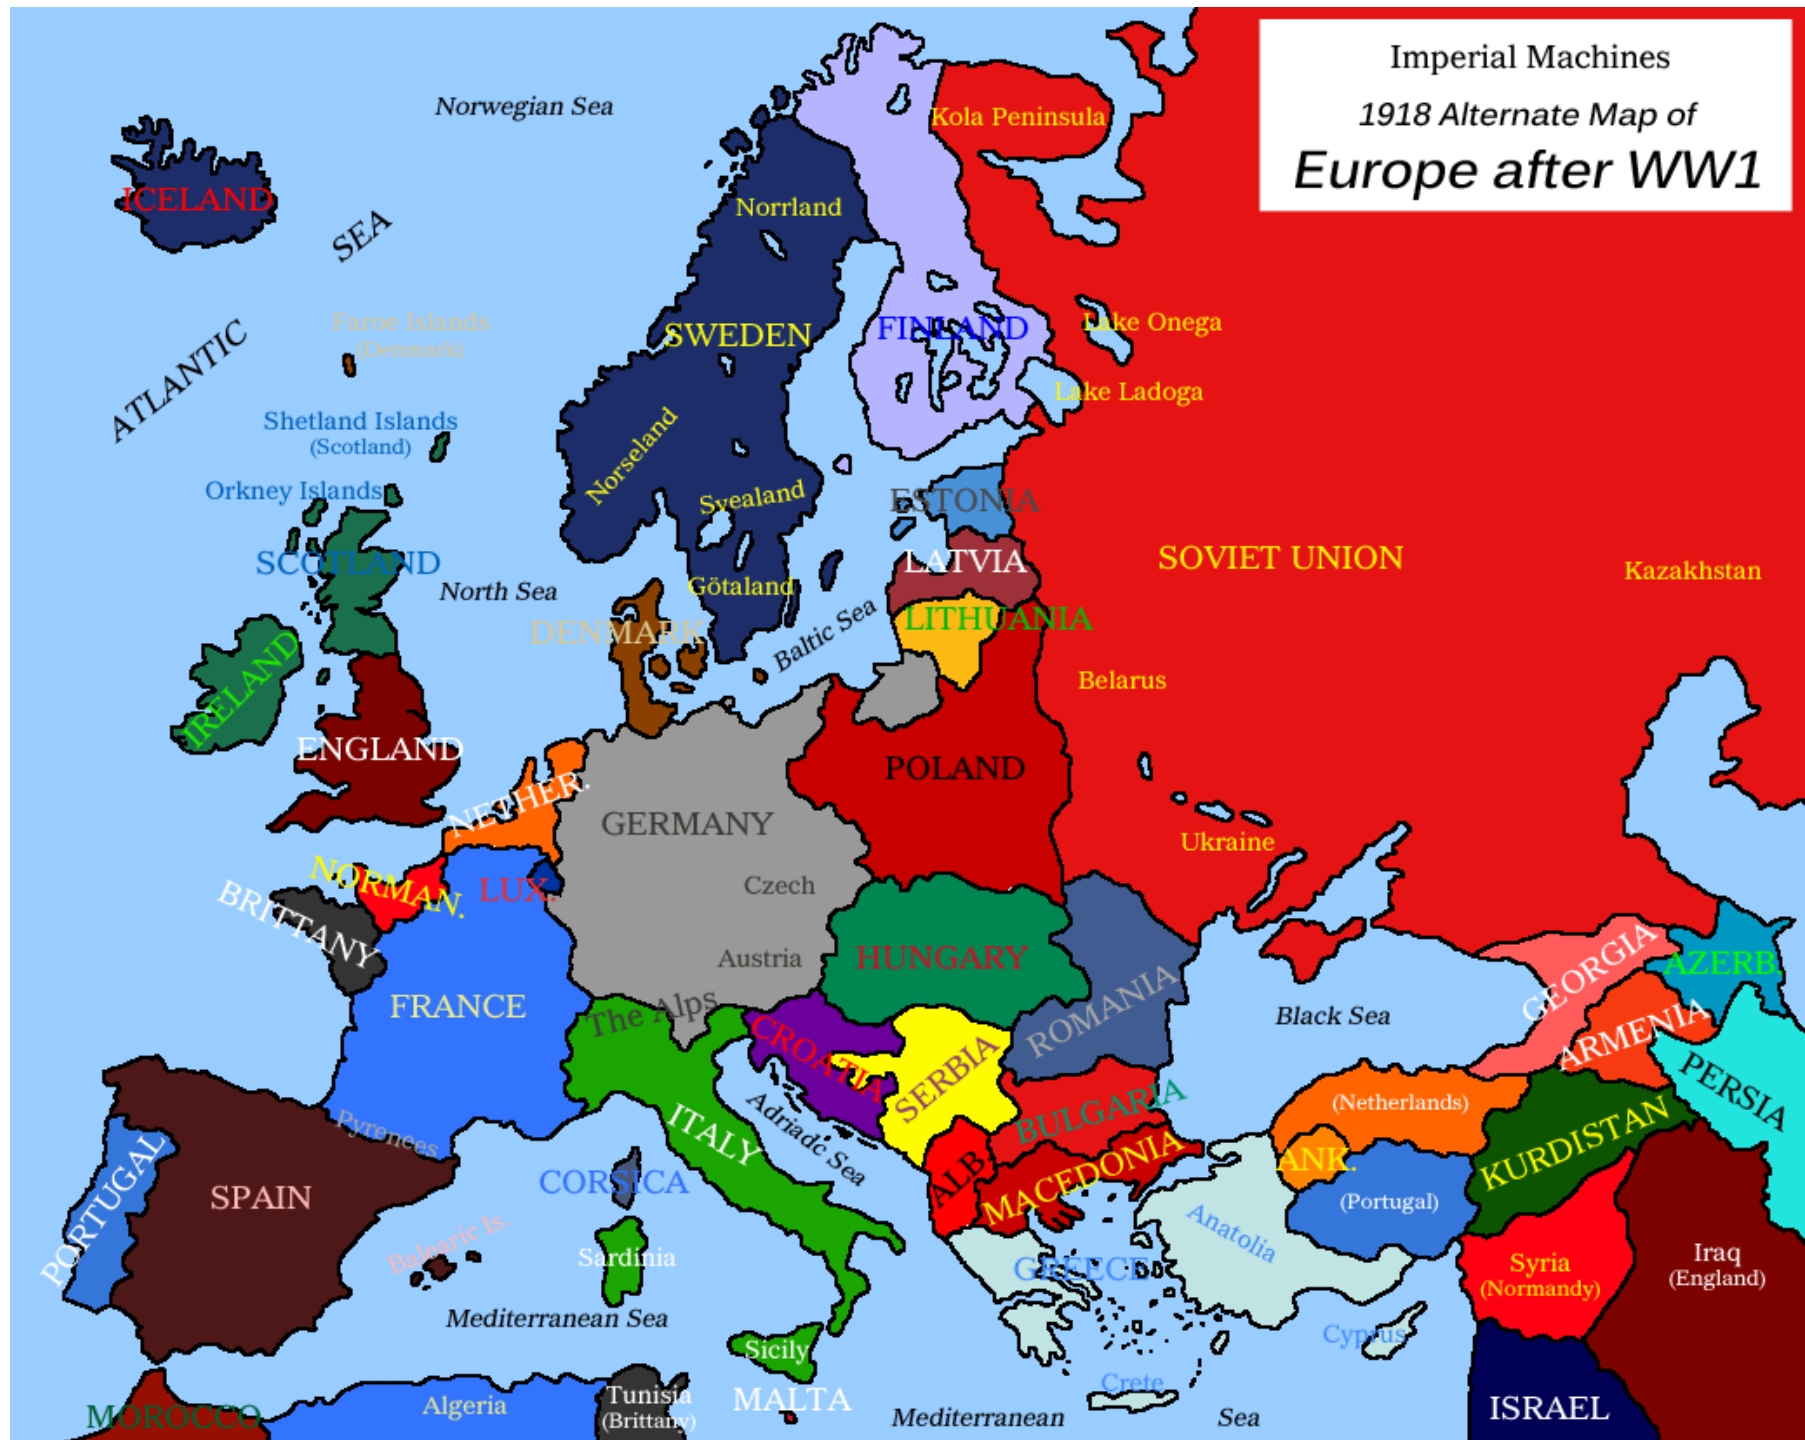 Imperial Machines
1918 Alternate Map of
Europe after WW1
Norwegian Sea
Kola Peninsula
ICELAND
Norrland
SEA
ATLANTIC
Faroe Islands
(Denmark)
SWEDEN
FINLAND
Lake Onega
Lake Ladoga
Shetland Islands
(Scotland)
Norseland
Orkney Islands
Svealand
ESTONIA
SCOTLAND
LATVIA
SOVIET UNION
Kazakhstan
North Sea
Götaland
LITHUANIA
DENMARK
Baltic Sea
IRELAND
Belarus
ENGLAND
POLAND
NETHER.
GERMANY
Ukraine
NORMAN.
LUX.
Czech
BRITTANY
HUNGARY
Austria
GEORGIA
AZERB.
FRANCE
The Alps
ROMANIA
Black Sea
CROATIA
ARMENIA
SERBIA
PERSIA
Pyrenees
ITALY
Adriadc Sea
BULGARIA
(Netherlands)
KURDISTAN
PORTUGAL
SPAIN
CORSICA
ALB.
MACEDONIA
ANK.
(Portugal)
Anatolia
Balearic Is.
Sardinia
GREECE
Syria
(Normandy)
Iraq
(England)
Mediterranean Sea
Sicily
Cyprus
Crete
MOROCCO
Algeria
Tunisia
(Brittany)
MALTA
Mediterranean
Sea
ISRAEL